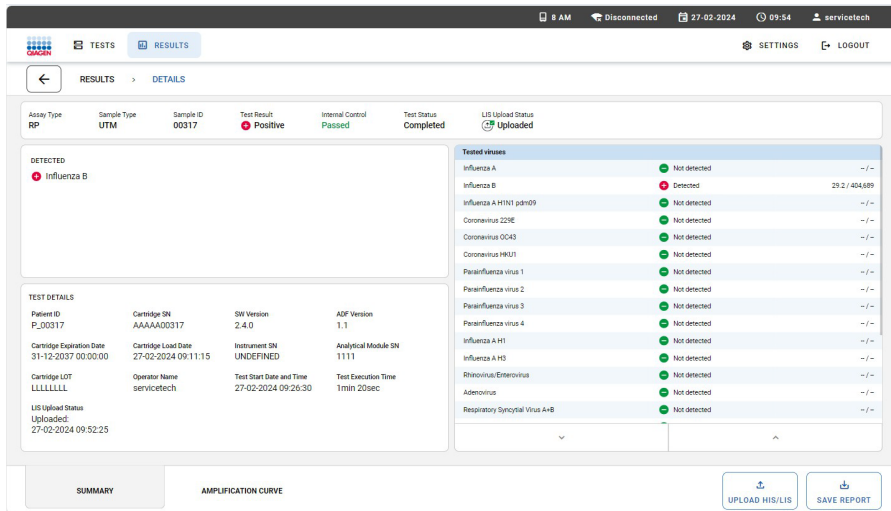 8 AM Disconnected 27-02-2024 09:54 servicetech
QIAGEN TESTS RESULTS SETTINGS LOGOUT
RESULTS > DETAILS
Assay Type Sample Type Sample ID Test Result Internal Control Test Status LIS Upload Status
RP UTM 00317 Positive Passed Completed Uploaded
DETECTED
Influenza B
TEST DETAILS
Patient ID Cartridge SN SW Version ADF Version
P_00317 AAAAA00317 2.4.0 1.1
Cartridge Expiration Date Cartridge Load Date Instrument SN Analytical Module SN
31-12-2037 00:00:00 27-02-2024 09:11:15 UNDEFINED 1111
Cartridge LOT Operator Name Test Start Date and Time Test Execution Time
LLLLLLLL servicetech 27-02-2024 09:26:30 1min 20sec
LIS Upload Status
Uploaded:
27-02-2024 09:52:25
Tested viruses
Influenza A Not detected -- / --
Influenza B Detected 29.2 / 404,689
Influenza A H1N1 pdm09 Not detected -- / --
Coronavirus 229E Not detected -- / --
Coronavirus OC43 Not detected -- / --
Coronavirus HKU1 Not detected -- / --
Parainfluenza virus 1 Not detected -- / --
Parainfluenza virus 2 Not detected -- / --
Parainfluenza virus 3 Not detected -- / --
Parainfluenza virus 4 Not detected -- / --
Influenza A H1 Not detected -- / --
Influenza A H3 Not detected -- / --
Rhinovirus/Enterovirus Not detected -- / --
Adenovirus Not detected -- / --
Respiratory Syncytial Virus A+B Not detected -- / --
SUMMARY AMPLIFICATION CURVE UPLOAD HIS/LIS SAVE REPORT